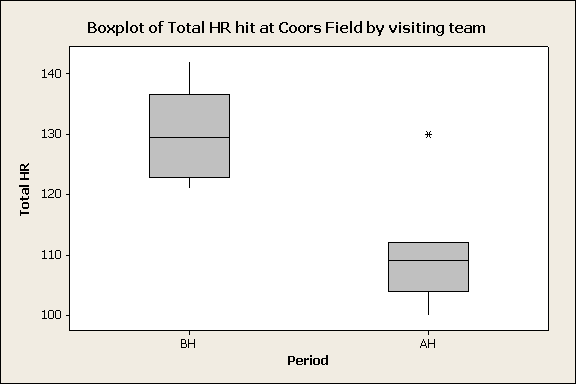 Boxplot of Total HR hit at Coors Field by visiting team
140
130
120
110
100
Total HR
BH
AH
Period